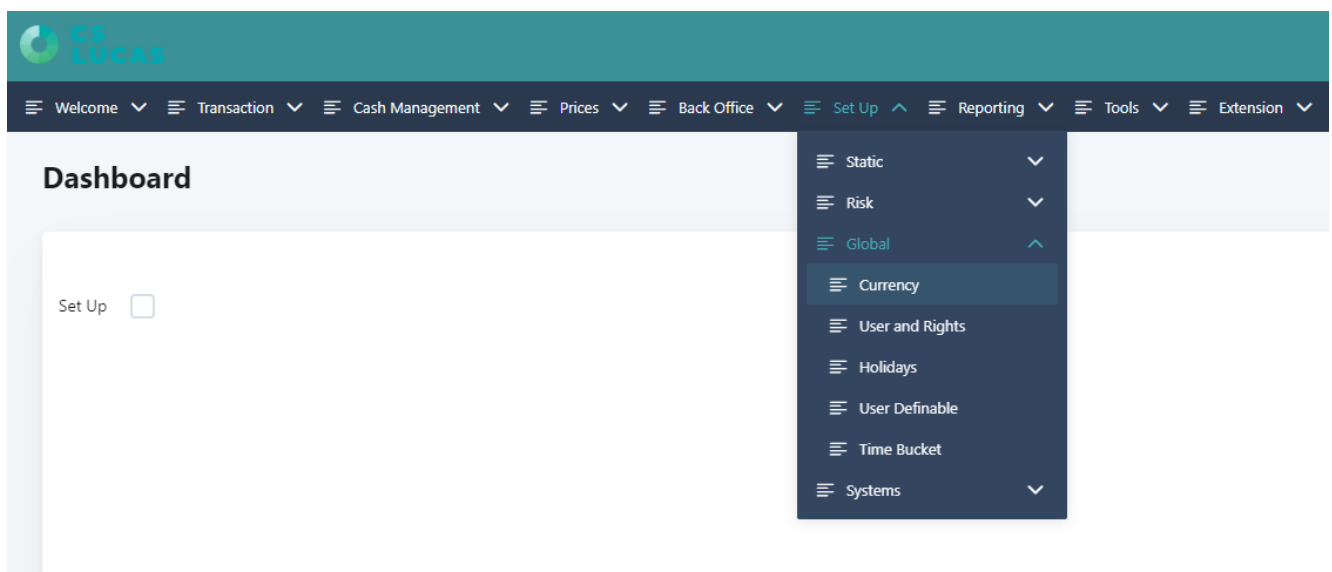 CS
LUCAS
Welcome Transaction Cash Management Prices Back Office Set Up Reporting Tools Extension
Dashboard
Static
Risk
Global
Currency
User and Rights
Holidays
User Definable
Time Bucket
Systems
Set Up